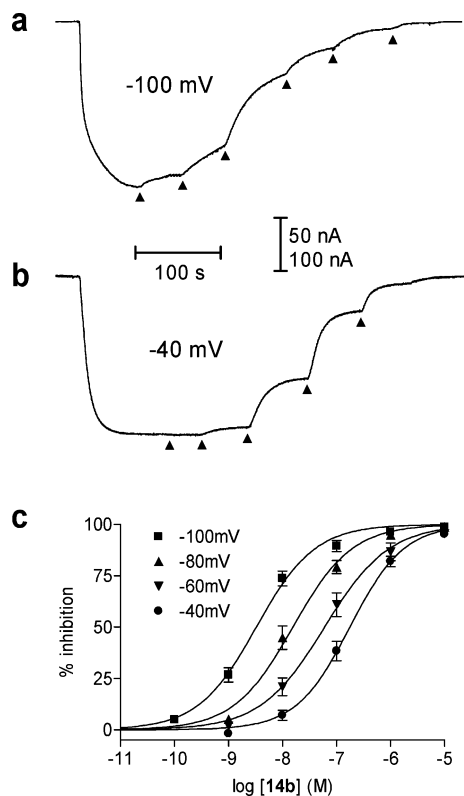 a
-100 mV
50 nA
100 nA
100 s
b
-40 mV
c
100
75
50
25
0
% inhibition
-100mV
-80mV
-60mV
-40mV
-11 -10 -9 -8 -7 -6 -5
log [14b] (M)